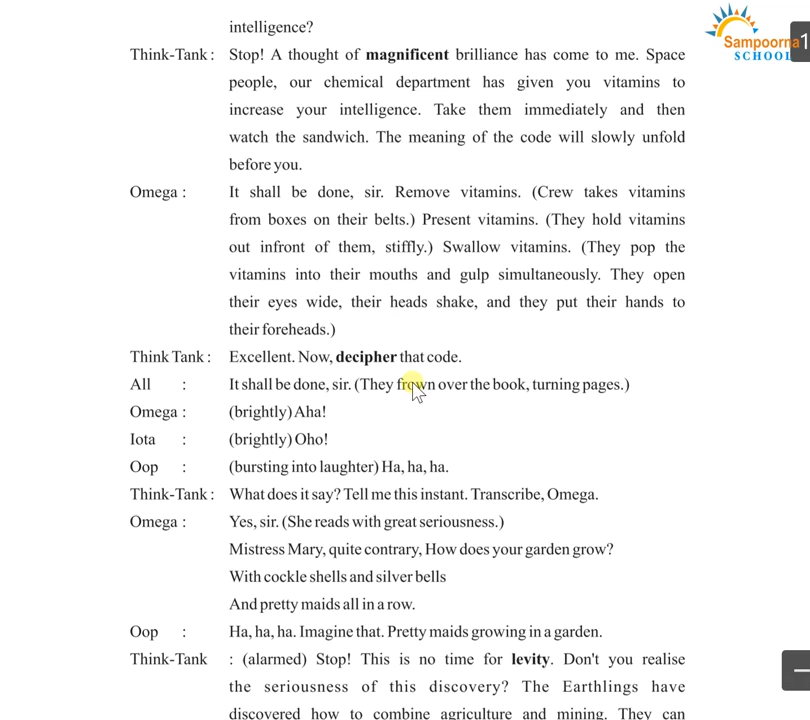 intelligence?
Think-Tank : Stop! A thought of magnificent brilliance has come to me. Space
people, our chemical department has given you vitamins to
increase your intelligence. Take them immediately and then
watch the sandwich. The meaning of the code will slowly unfold
before you.
Omega : It shall be done, sir. Remove vitamins. (Crew takes vitamins
from boxes on their belts.) Present vitamins. (They hold vitamins
out infront of them, stiffly.) Swallow vitamins. (They pop the
vitamins into their mouths and gulp simultaneously. They open
their eyes wide, their heads shake, and they put their hands to
their foreheads.)
Think Tank : Excellent. Now, decipher that code.
All : It shall be done, sir. (They frown over the book, turning pages.)
Omega : (brightly) Aha!
Iota : (brightly) Oho!
Oop : (bursting into laughter) Ha, ha, ha.
Think-Tank : What does it say? Tell me this instant. Transcribe, Omega.
Omega : Yes, sir. (She reads with great seriousness.)
Mistress Mary, quite contrary, How does your garden grow?
With cockle shells and silver bells
And pretty maids all in a row.
Oop : Ha, ha, ha. Imagine that. Pretty maids growing in a garden.
Think-Tank : (alarmed) Stop! This is no time for levity. Don't you realise
the seriousness of this discovery? The Earthlings have
discovered how to combine agriculture and mining. They can
Sampoorna
SCHOOL
1